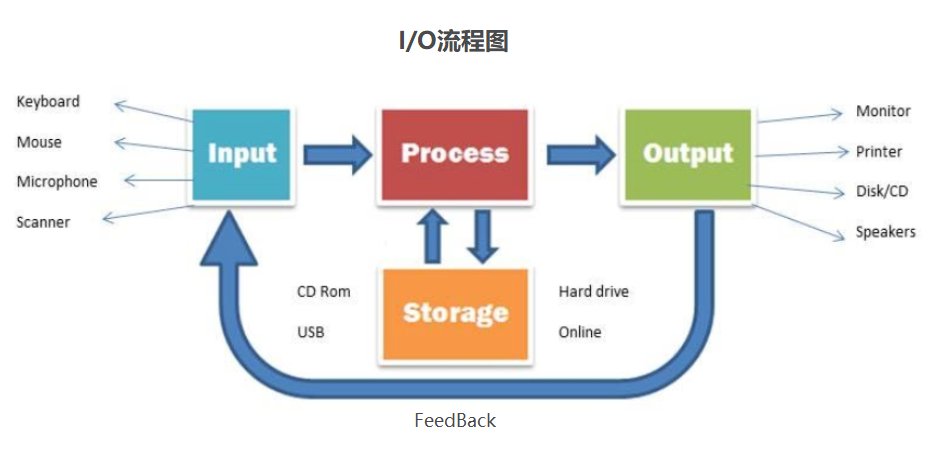 I/O流程图
Keyboard
Mouse
Microphone
Scanner
Input
Process
Output
Monitor
Printer
Disk/CD
Speakers
CD Rom
USB
Storage
Hard drive
Online
FeedBack